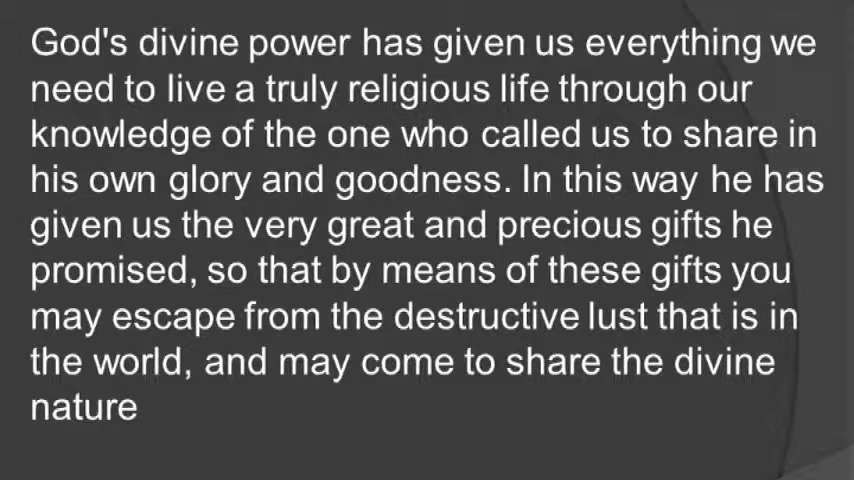 God's divine power has given us everything we
need to live a truly religious life through our
knowledge of the one who called us to share in
his own glory and goodness. In this way he has
given us the very great and precious gifts he
promised, so that by means of these gifts you
may escape from the destructive lust that is in
the world, and may come to share the divine
nature